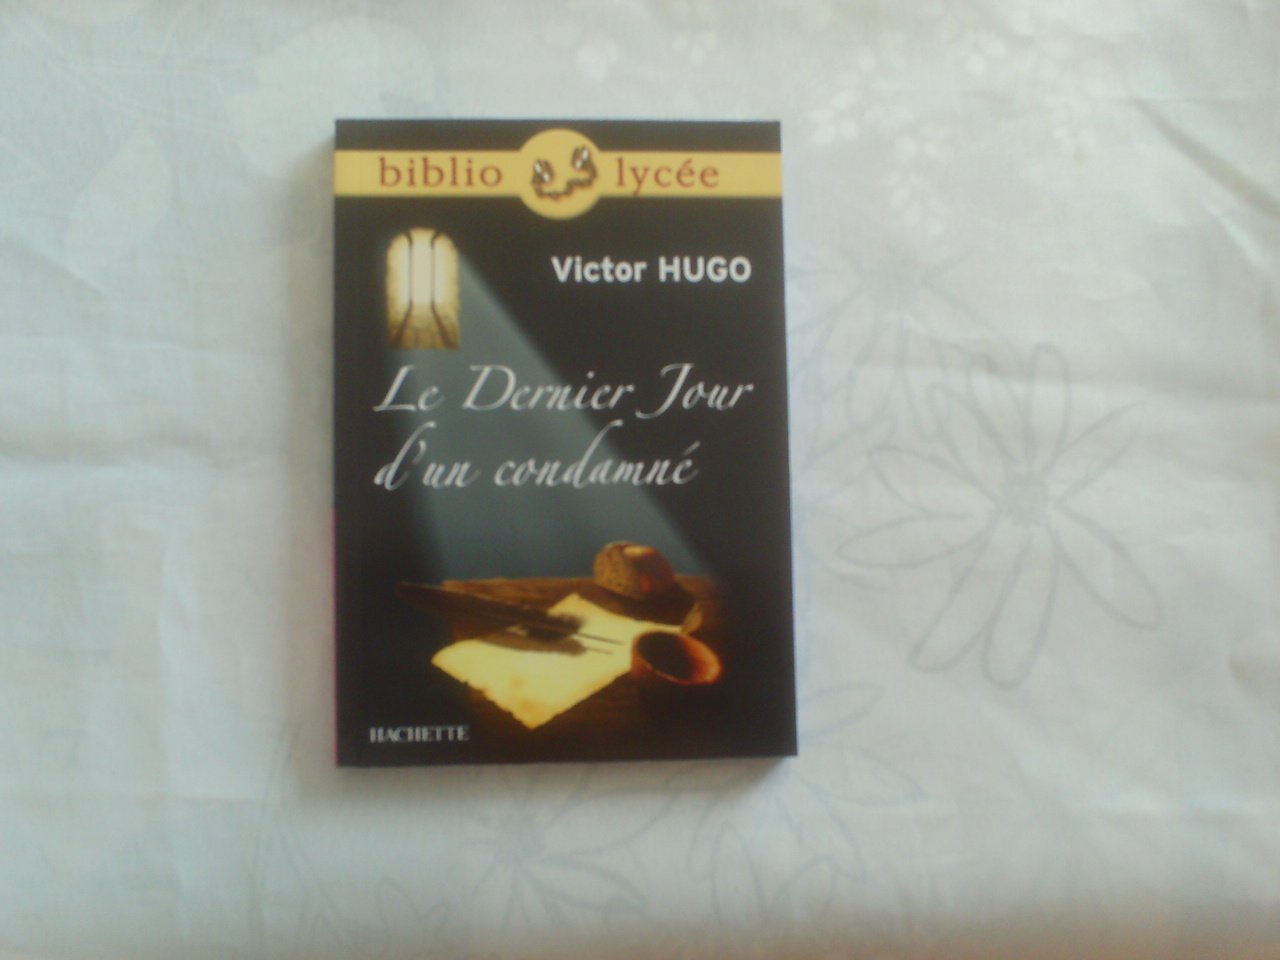 biblio lycée
Victor HUGO
Le Dernier Jour
d'un condamné
HACHETTE